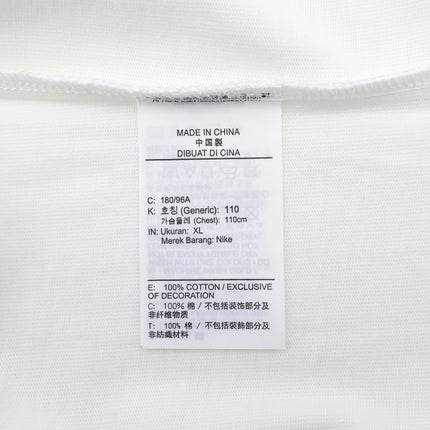 MADE IN CHINA
中国製
DIBUAT Di CINA
C: 180/96A
K: 호칭 (Generic): 110
가슴둘레 (Chest): 110cm
IN: Ukuran: XL
Merek Barang: Nike
E: 100% COTTON / EXCLUSIVE
OF DECORATION
C: 100% 棉 / 不包括装饰部分及
非纤维物质
T: 100% 棉 / 不包括裝飾部分及
非紡織材料